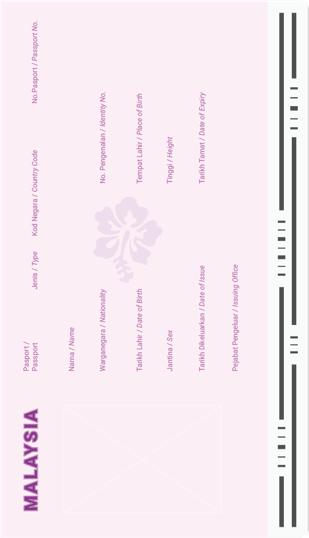 MALAYSIA
Pasport /
Passport
Jenis / Type
Kod Negara / Country Code
No.Pasport / Passport No.
Nama / Name
Warganegara / Nationality
No. Pengenalan / Identity No.
Tarikh Lahir / Date of Birth
Tempat Lahir / Place of Birth
Jantina / Sex
Tinggi / Height
Tarikh Dikeluarkan / Date of Issue
Tarikh Tamat / Date of Expiry
Pejabat Pengeluar / Issuing Office